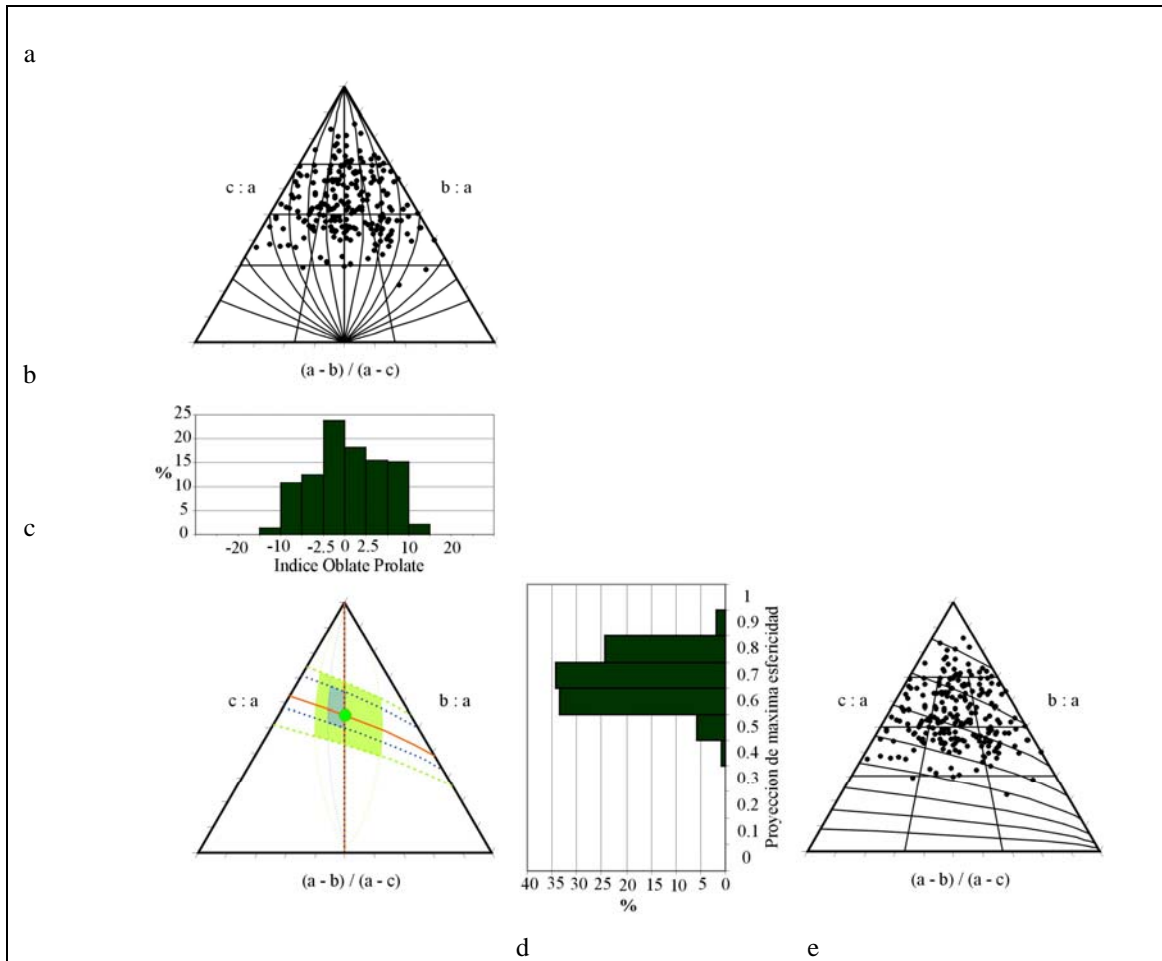 a
c : a
b : a
(a - b) / (a - c)
b
25
20
15
10
5
0
%
-20 -10 -2.5 0 2.5 10 20
Indice Oblate Prolate
c
c : a
b : a
(a - b) / (a - c)
1
0.9
0.8
0.7
0.6
0.5
0.4
0.3
0.2
0.1
0
Proyeccion de maxima esfericidad
40 35 30 25 20 15 10 5 0
%
c : a
b : a
(a - b) / (a - c)
d
e